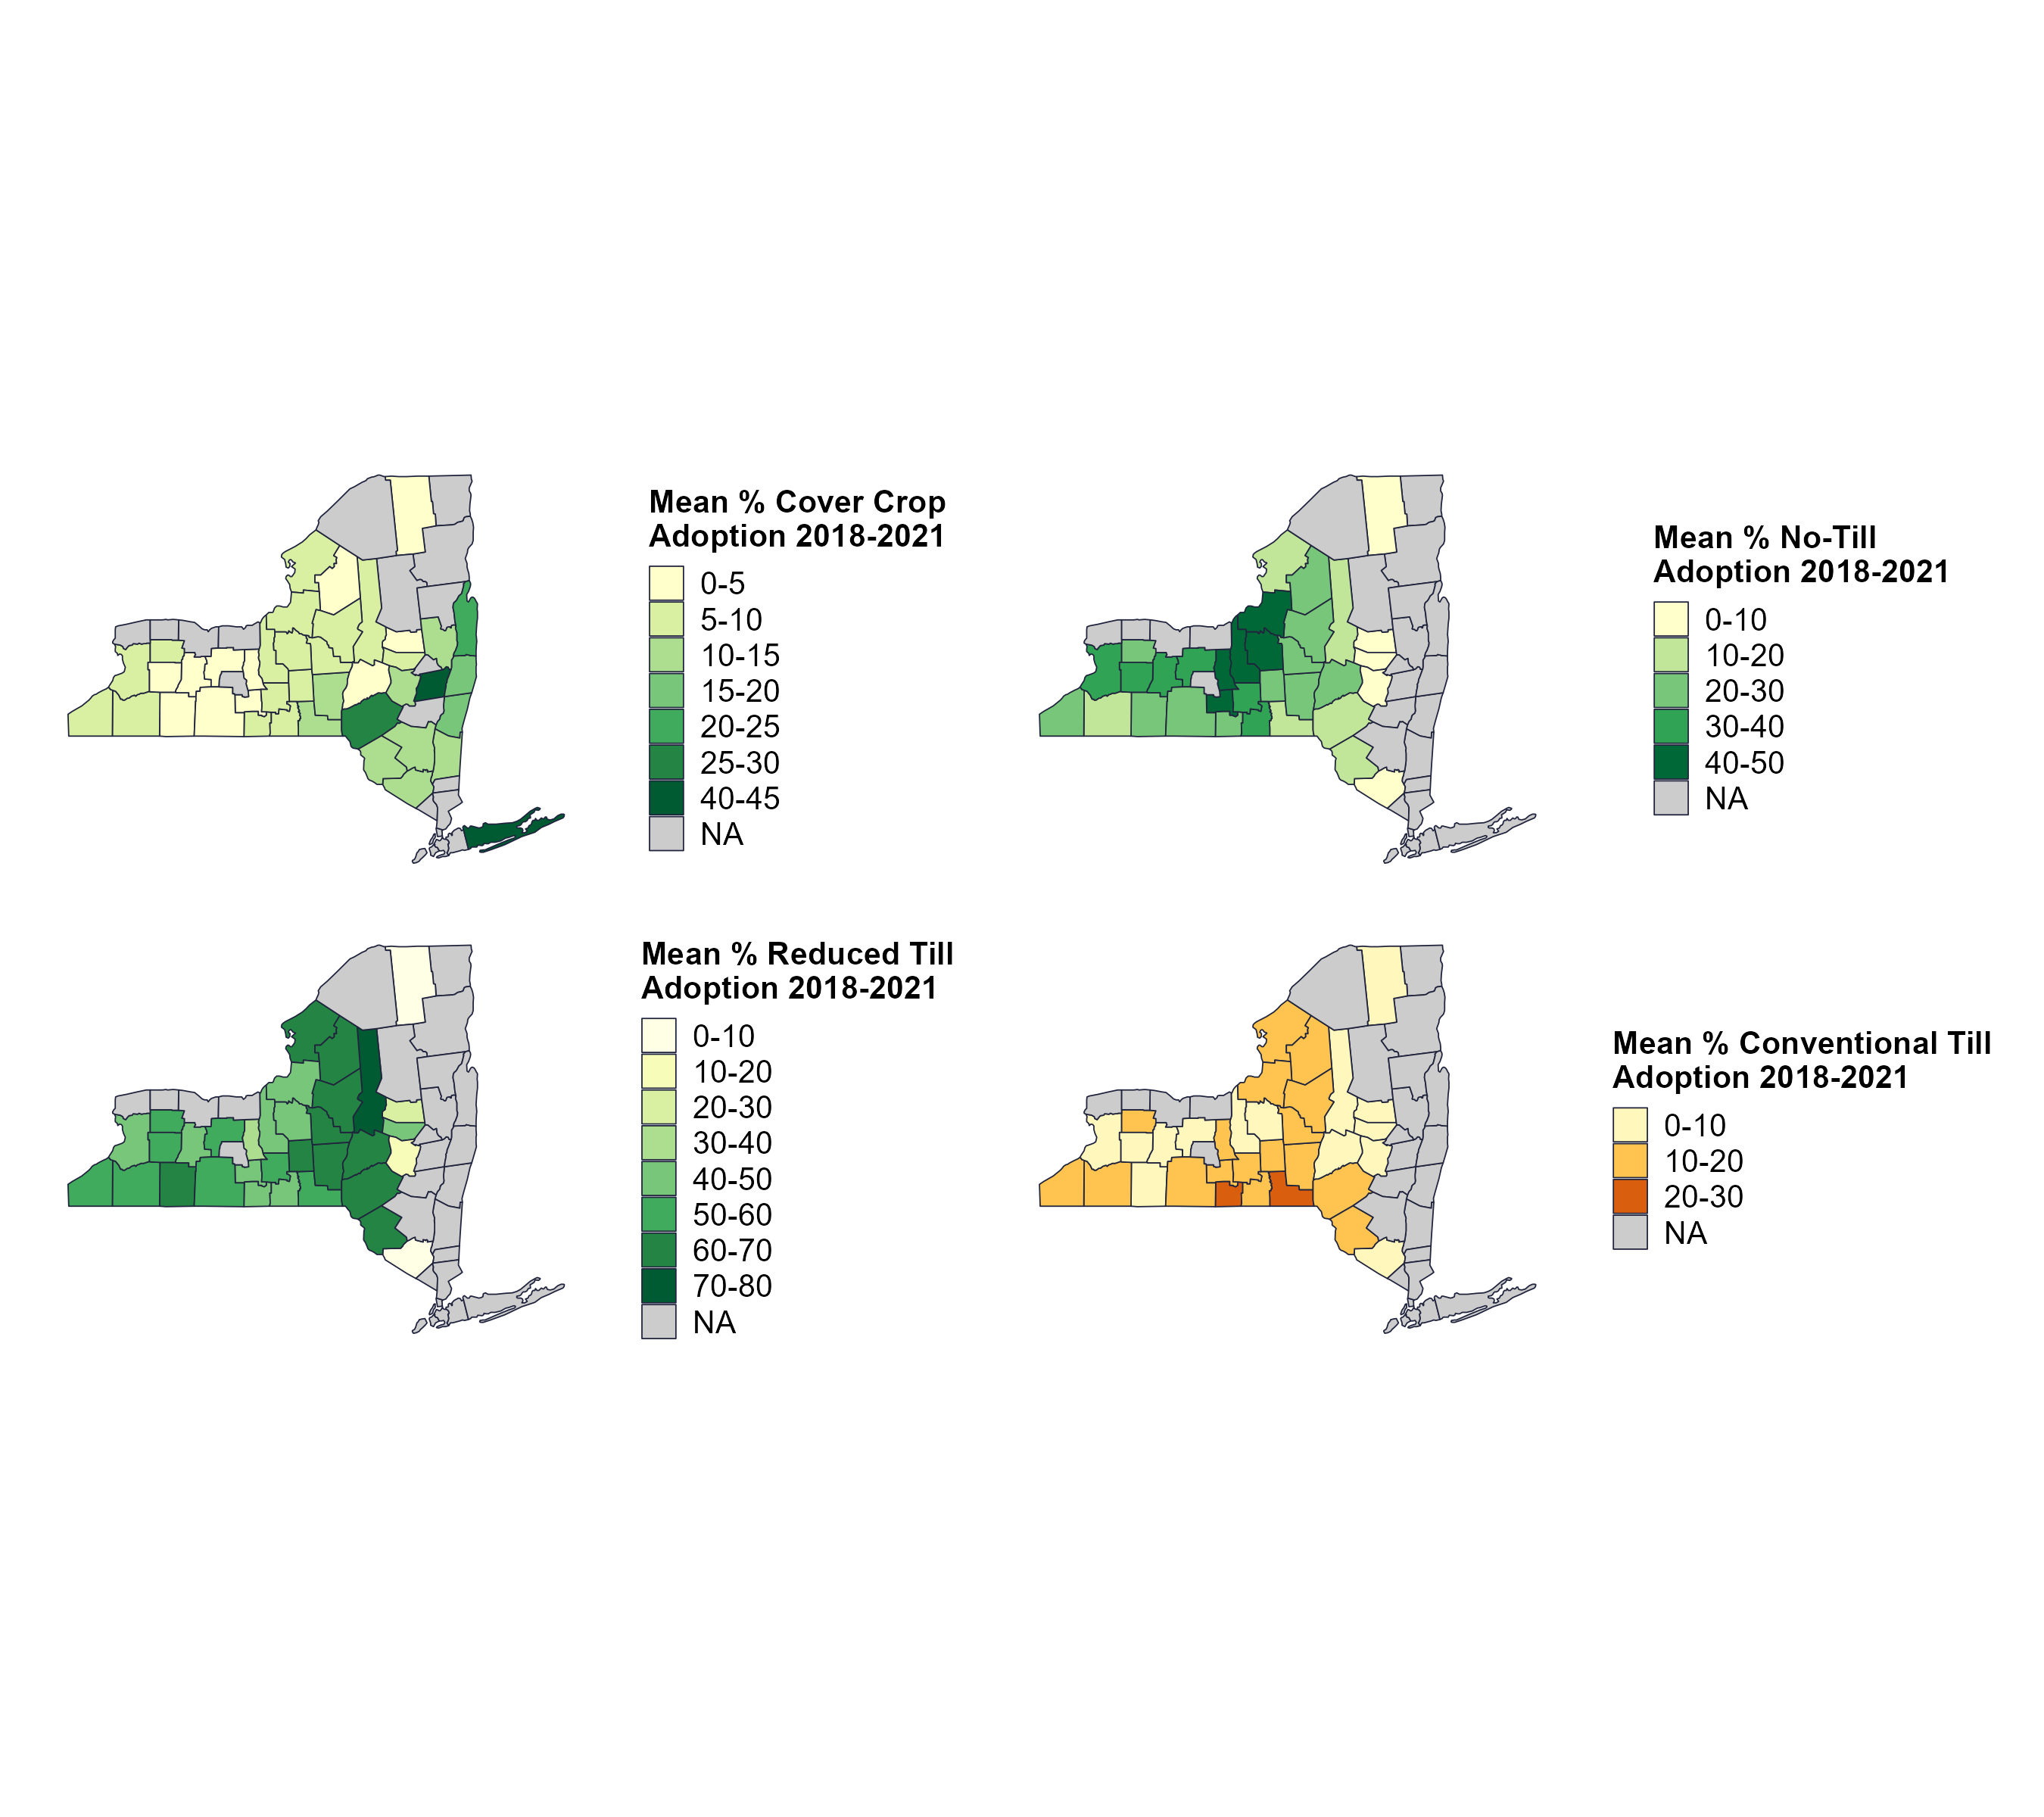 Mean % Cover Crop
Adoption 2018-2021
0-5
5-10
10-15
15-20
20-25
25-30
40-45
NA
Mean % No-Till
Adoption 2018-2021
0-10
10-20
20-30
30-40
40-50
NA
Mean % Reduced Till
Adoption 2018-2021
0-10
10-20
20-30
30-40
40-50
50-60
60-70
70-80
NA
Mean % Conventional Till
Adoption 2018-2021
0-10
10-20
20-30
NA